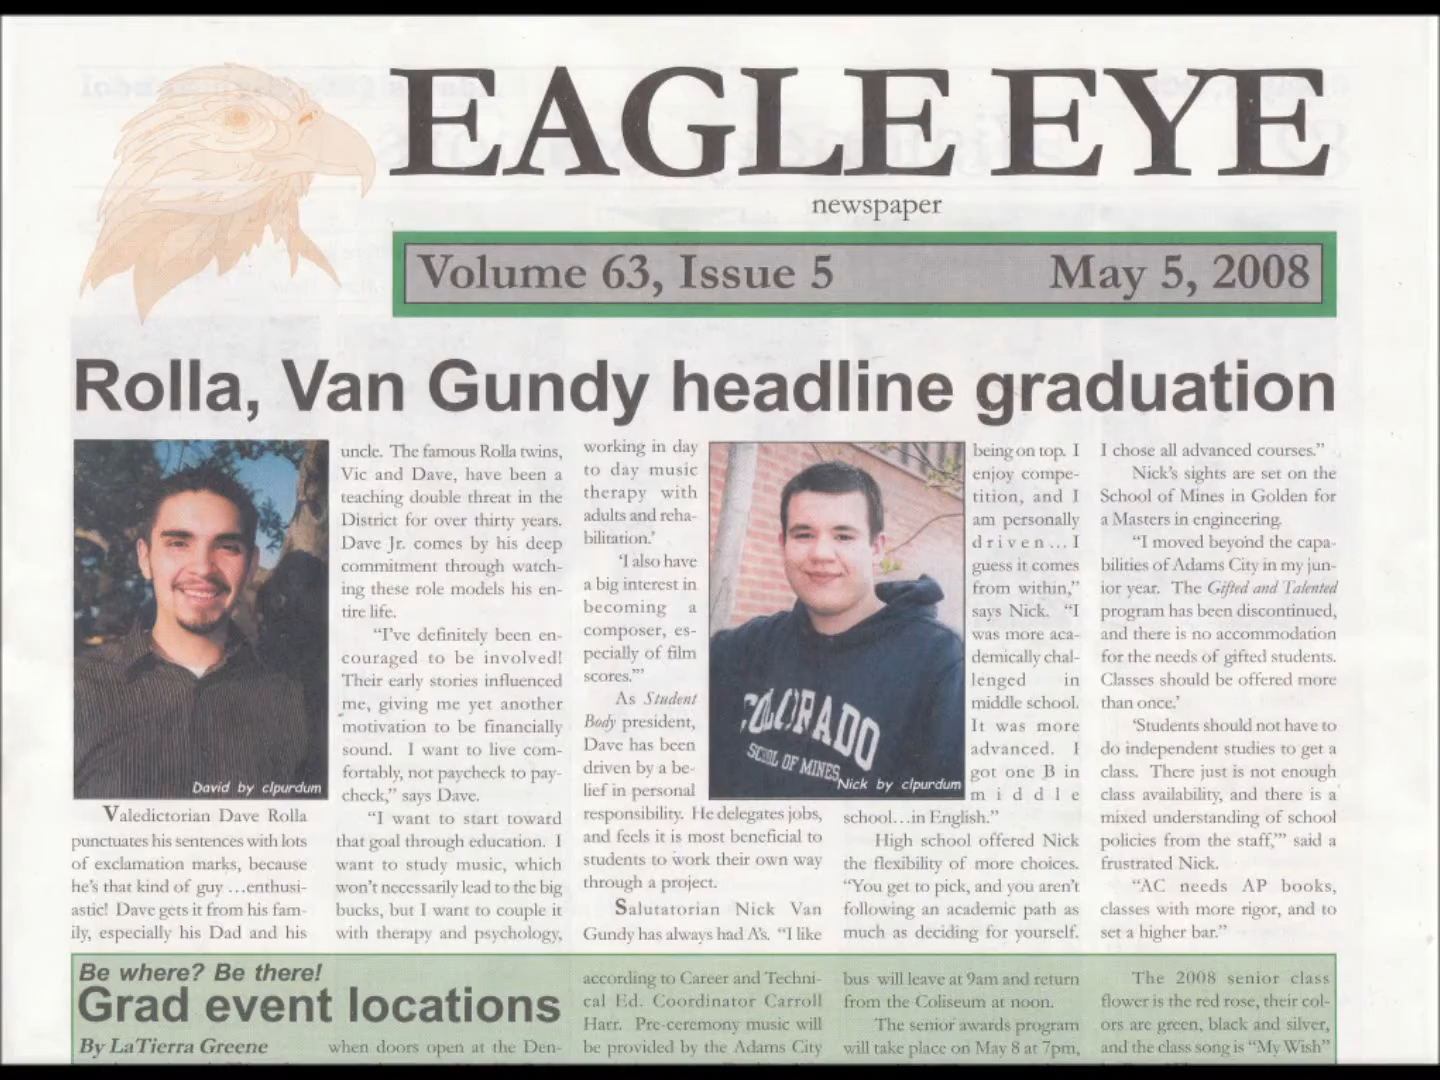 EAGLE EYE
newspaper
Volume 63, Issue 5
May 5, 2008
Rolla, Van Gundy headline graduation
David by clpurdum
Valedictorian Dave Rolla
punctuates his sentences with lots
of exclamation marks, because
he's that kind of guy …enthusi-
astic! Dave gets it from his fam-
ily, especially his Dad and his
uncle. The famous Rolla twins,
Vic and Dave, have been a
teaching double threat in the
District for over thirty years.
Dave Jr. comes by his deep
commitment through watch-
ing these role models his en-
tire life.
"I've definitely been en-
couraged to be involved!
Their early stories influenced
me, giving me yet another
motivation to be financially
sound. I want to live com-
fortably, not paycheck to pay-
check," says Dave.
"I want to start toward
that goal through education. I
want to study music, which
won't necessarily lead to the big
bucks, but I want to couple it
with therapy and psychology,
working in day
to day music
therapy with
adults and reha-
bilitation.'
'I also have
a big interest in
becoming a
composer, es-
pecially of film
scores."'
As Student
Body president,
Dave has been
driven by a be-
lief in personal
responsibility. He delegates jobs,
and feels it is most beneficial to
students to work their own way
through a project.
Salutatorian Nick Van
Gundy has always had A's. "I like
COLORADO
SCHOOL OF MINES
Nick by clpurdum
being on top. I
enjoy compe-
tition, and I
am personally
driven…I
guess it comes
from within,"
says Nick. "I
was more aca-
demically chal-
lenged in
middle school.
It was more
advanced. I
got one B in
middle
school…in English."
High school offered Nick
the flexibility of more choices.
"You get to pick, and you aren't
following an academic path as
much as deciding for yourself.
I chose all advanced courses."
Nick's sights are set on the
School of Mines in Golden for
a Masters in engineering.
"I moved beyond the capa-
bilities of Adams City in my jun-
ior year. The Gifted and Talented
program has been discontinued,
and there is no accommodation
for the needs of gifted students.
Classes should be offered more
than once.'
'Students should not have to
do independent studies to get a
class. There just is not enough
class availability, and there is a
mixed understanding of school
policies from the staff,'" said a
frustrated Nick.
"AC needs AP books,
classes with more rigor, and to
set a higher bar."
Be where? Be there!
Grad event locations
By LaTierra Greene
when doors open at the Den-
according to Career and Techni-
cal Ed. Coordinator Carroll
Harr. Pre-ceremony music will
be provided by the Adams City
bus will leave at 9am and return
from the Coliseum at noon.
The senior awards program
will take place on May 8 at 7pm,
The 2008 senior class
flower is the red rose, their col-
ors are green, black and silver,
and the class song is "My Wish"